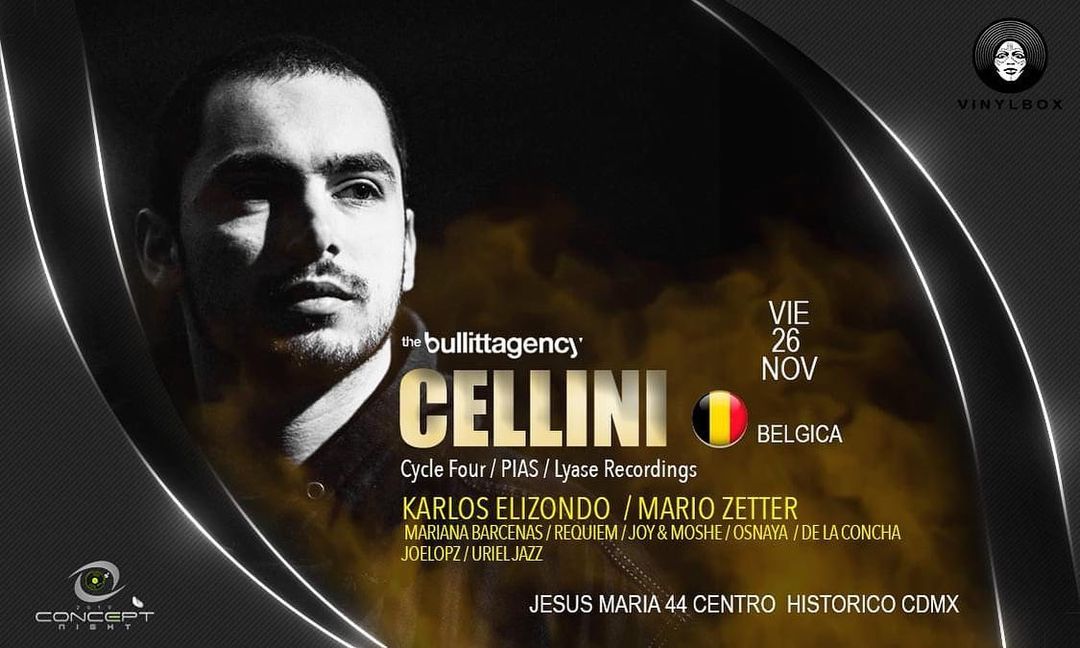 VINYLBOX
VIE
26
NOV
the bullittagency
CELLINI
BELGICA
Cycle Four / PIAS / Lyase Recordings
KARLOS ELIZONDO / MARIO ZETTER
MARIANA BARCENAS / REQUIEM / JOY & MOSHE / OSNAYA / DE LA CONCHA
JOELOPZ / URIEL JAZZ
JESUS MARIA 44 CENTRO HISTORICO CDMX
CONCEPT
NIGHT